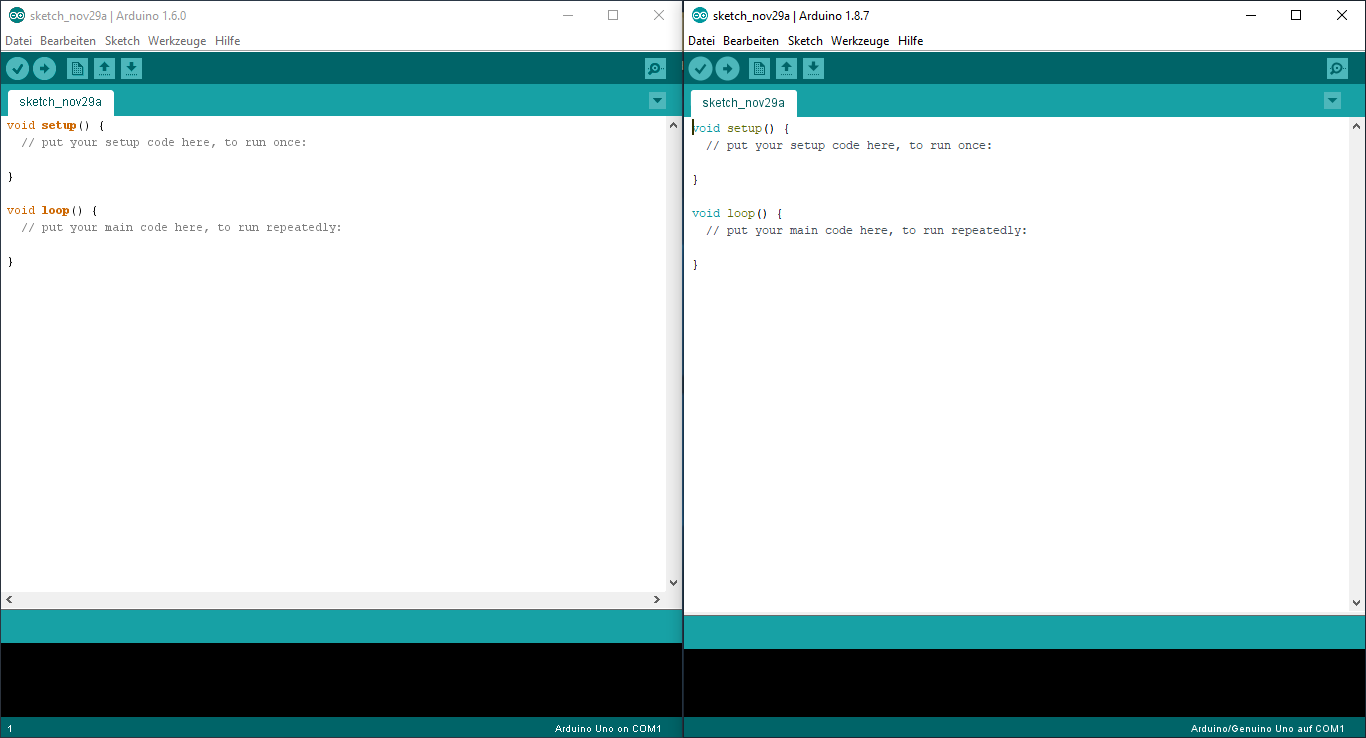 sketch_nov29a | Arduino 1.6.0
Datei Bearbeiten Sketch Werkzeuge Hilfe
sketch_nov29a
void setup() {
  // put your setup code here, to run once:
}
void loop() {
  // put your main code here, to run repeatedly:
}
1
Arduino Uno on COM1
sketch_nov29a | Arduino 1.8.7
Datei Bearbeiten Sketch Werkzeuge Hilfe
sketch_nov29a
void setup() {
  // put your setup code here, to run once:
}
void loop() {
  // put your main code here, to run repeatedly:
}
Arduino/Genuino Uno auf COM1